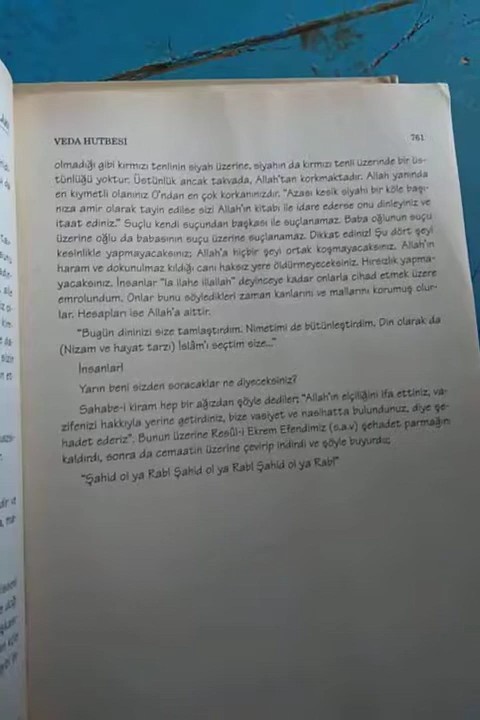 VEDA HUTBESİ 761
olmadığı gibi kırmızı tenlinin siyah üzerine, siyahın da kırmızı tenli üzerinde bir üs-
tünlüğü yoktur. Üstünlük ancak takvada, Allah'tan korkmaktadır. Allah yanında
en kıymetli olanınız O'ndan en çok korkanınızdır. "Azası kesik siyahi bir köle başı-
nıza amir olarak tayin edilse sizi Allah'ın kitabı ile idare ederse onu dinleyiniz ve
itaat ediniz." Suçlu kendi suçundan başkası ile suçlanamaz. Baba oğlunun suçu
üzerine oğlu da babasının suçu üzerine suçlanamaz. Dikkat ediniz! Şu dört şeyi
kesinlikle yapmayacaksınız; Allah'a hiçbir şeyi ortak koşmayacaksınız, Allah'ın
haram ve dokunulmaz kıldığı canı haksız yere öldürmeyeceksiniz. Hırsızlık yapma-
yacaksınız. İnsanlar "la ilahe illallah" deyinceye kadar onlarla cihad etmek üzere
emrolundum. Onlar bunu söyledikleri zaman kanlarını ve mallarını korumuş olur-
lar. Hesapları ise Allah'a aittir.
"Bugün dininizi size tamlaştırdım. Nimetimi de bütünleştirdim. Din olarak da
(Nizam ve hayat tarzı) İslâm'ı seçtim size..."
İnsanlar!
Yarın beni sizden soracaklar ne diyeceksiniz?
Sahabe-i kiram hep bir ağızdan şöyle dediler; "Allah'ın elçiliğini ifa ettiniz, va-
zifenizi hakkıyla yerine getirdiniz, bize vasiyet ve nasihatta bulundunuz, diye şe-
hadet ederiz". Bunun üzerine Resûl-i Ekrem Efendimiz (s.a.v) şehadet parmağını
kaldırdı, sonra da cemaatin üzerine çevirip indirdi ve şöyle buyurdu;
"Şahid ol ya Rab! Şahid ol ya Rab! Şahid ol ya Rab!"